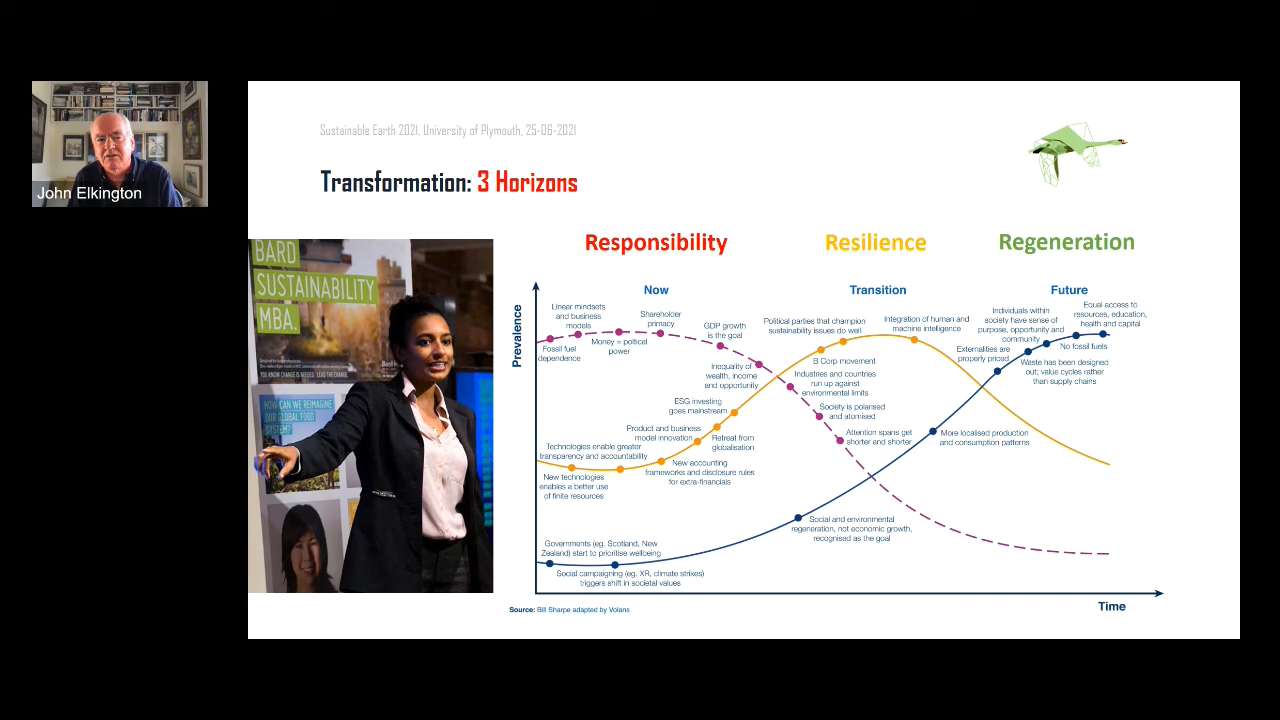 John Elkington
Sustainable Earth 2021, University of Plymouth, 25-06-2021
Transformation: 3 Horizons
BARD
SUSTAINABILITY
MBA.
YOU KNOW CHANGE IS NEEDED. LEAD THE CHANGE.
HOW CAN WE REIMAGINE
OUR GLOBAL FOOD
SYSTEM?
Responsibility
Resilience
Regeneration
Now
Transition
Future
Prevalence
Linear mindsets
and business
models
Fossil fuel
dependence
Money = political
power
Shareholder
primacy
GDP growth
is the goal
Inequality of
wealth, income
and opportunity
Industries and countries
run up against
environmental limits
Society is polarised
and atomised
Attention spans get
shorter and shorter
Technologies enable greater
transparency and accountability
New technologies
enables a better use
of finite resources
Product and business
model innovation
New accounting
frameworks and disclosure rules
for extra-financials
Retreat from
globalisation
ESG investing
goes mainstream
Political parties that champion
sustainability issues do well
B Corp movement
Integration of human and
machine intelligence
Governments (eg. Scotland, New
Zealand) start to prioritise wellbeing
Social campaigning (eg. XR, climate strikes)
triggers shift in societal values
Social and environmental
regeneration, not economic growth,
recognised as the goal
More localised production
and consumption patterns
Externalities are
properly priced
Individuals within
society have sense of
purpose, opportunity and
community
Waste has been designed
out; value cycles rather
than supply chains
No fossil fuels
Equal access to
resources, education,
health and capital
Time
Source: Bill Sharpe adapted by Volans